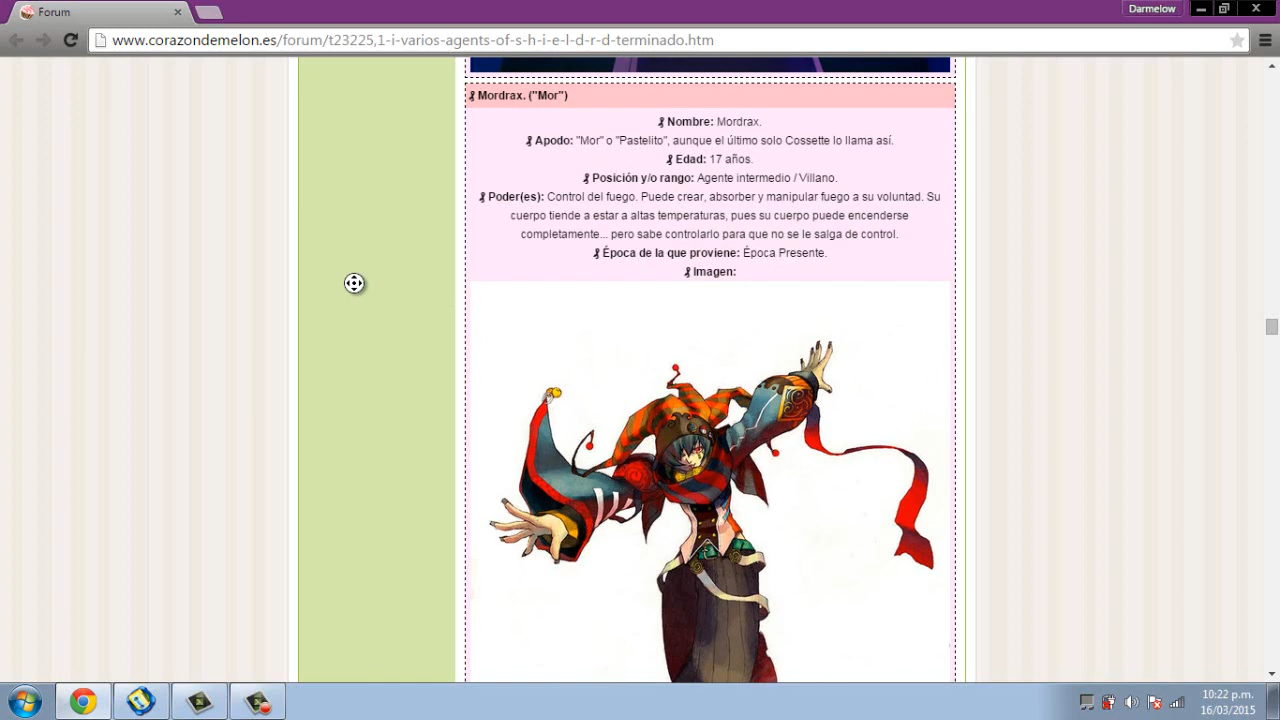 Forum
Darmelow
www.corazondemelon.es/forum/t23225,1-i-varios-agents-of-s-h-i-e-l-d-r-d-terminado.htm
Mordrax. ("Mor")
Nombre: Mordrax.
Apodo: "Mor" o "Pastelito", aunque el último solo Cossette lo llama así.
Edad: 17 años.
Posición y/o rango: Agente intermedio / Villano.
Poder(es): Control del fuego. Puede crear, absorber y manipular fuego a su voluntad. Su
cuerpo tiende a estar a altas temperaturas, pues su cuerpo puede encenderse
completamente... pero sabe controlarlo para que no se le salga de control.
Época de la que proviene: Época Presente.
Imagen:
10:22 p.m.
16/03/2015